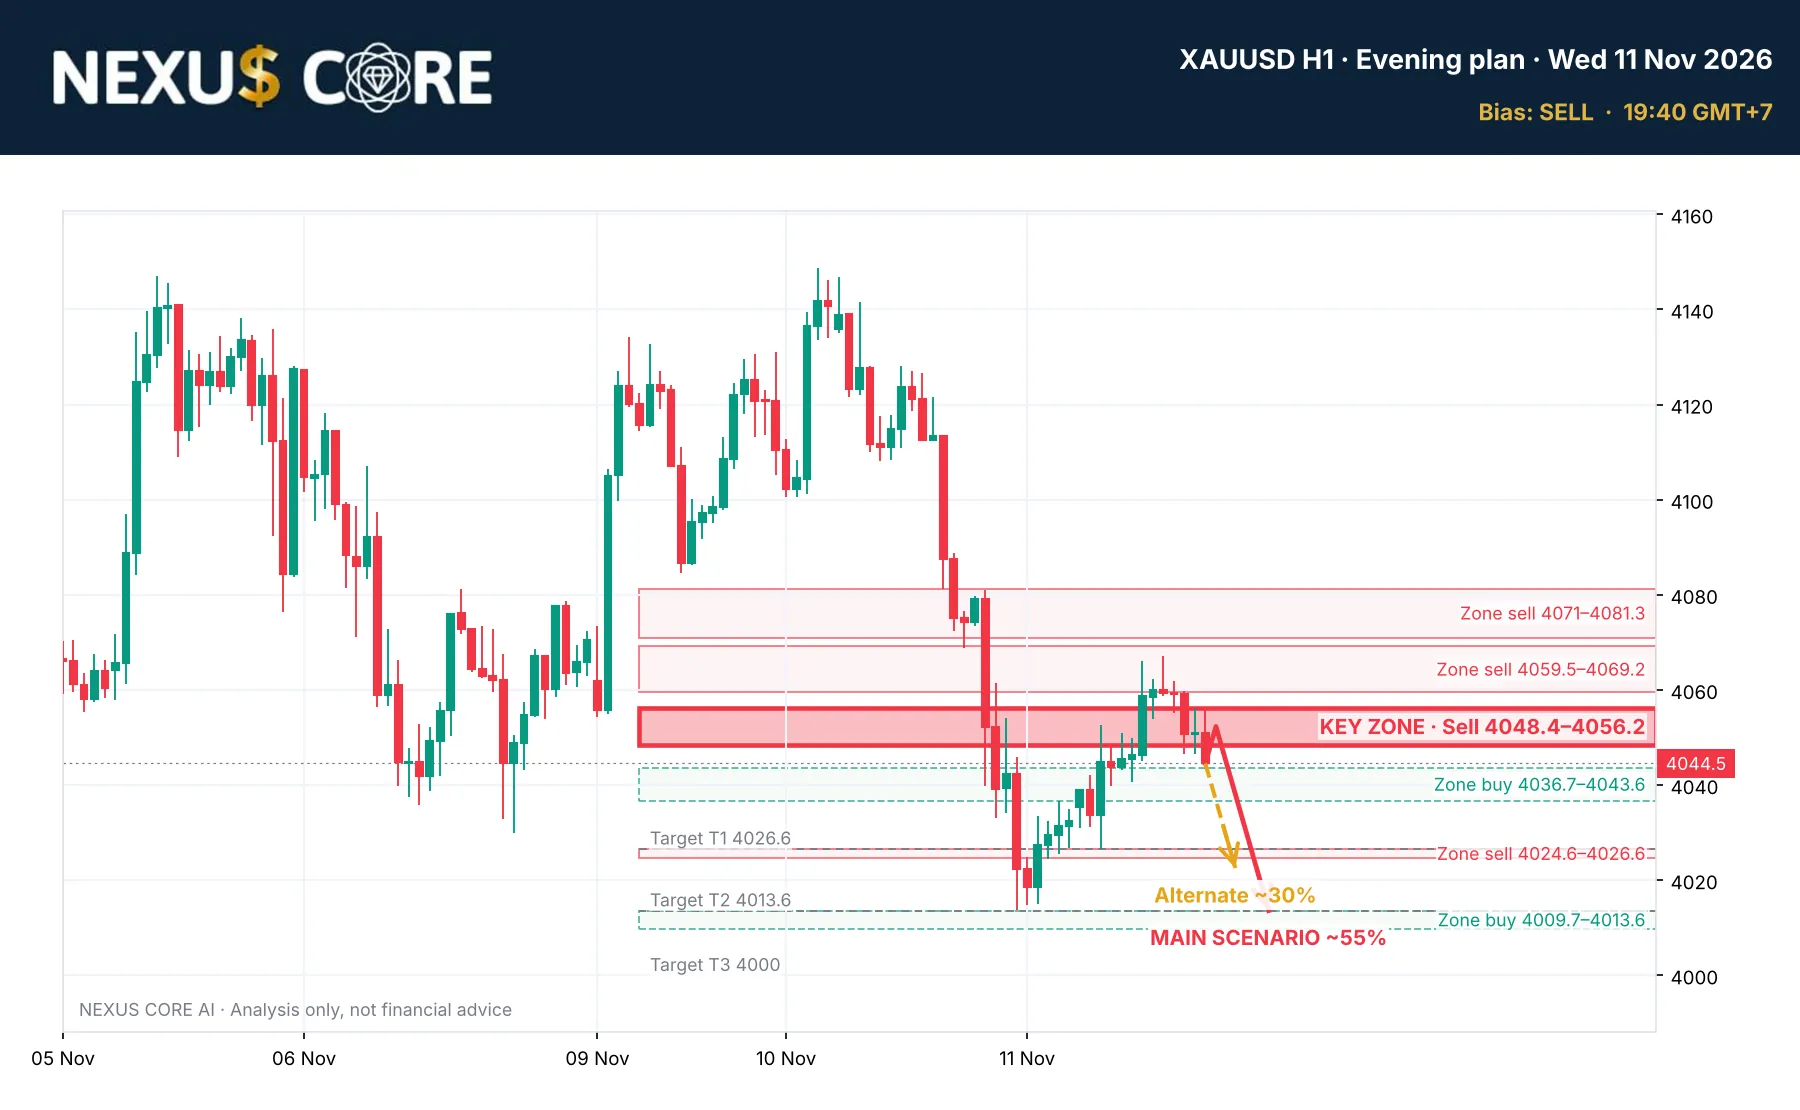 NEXU$ CORE
XAUUSD H1 · Evening plan · Wed 11 Nov 2026
Bias: SELL · 19:40 GMT+7
4160
4140
4120
4100
4080
Zone sell 4071–4081.3
Zone sell 4059.5–4069.2
4060
KEY ZONE · Sell 4048.4–4056.2
4044.5
Zone buy 4036.7–4043.6
4040
Target T1 4026.6
Zone sell 4024.6–4026.6
4020
Alternate ~30%
Target T2 4013.6
Zone buy 4009.7–4013.6
MAIN SCENARIO ~55%
Target T3 4000
4000
NEXUS CORE AI · Analysis only, not financial advice
05 Nov
06 Nov
09 Nov
10 Nov
11 Nov